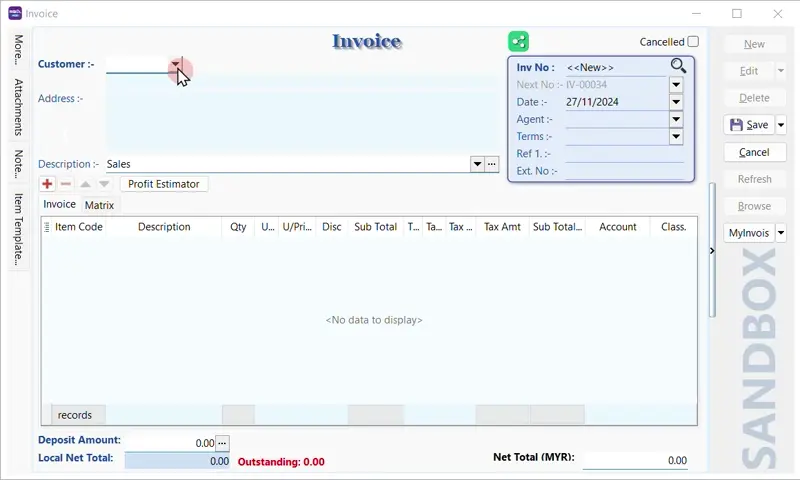 Invoice
More...
Attachments
Note...
Item Template...
Invoice
Cancelled
Customer :-
Address :-
Inv No : <<New>>
Next No :- IV-00034
Date :- 27/11/2024
Agent :-
Terms :-
Ref 1. :-
Ext. No :-
Description :- Sales ...
Profit Estimator
Invoice Matrix
Item Code Description Qty U... U/Pri... Disc Sub Total T... Ta... Tax ... Tax Amt Sub Total... Account Class.
<No data to display>
records
Deposit Amount: 0.00 ...
Local Net Total: 0.00 Outstanding: 0.00
Net Total (MYR): 0.00
New
Edit
Delete
Save
Cancel
Refresh
Browse
MyInvois
SANDBOX